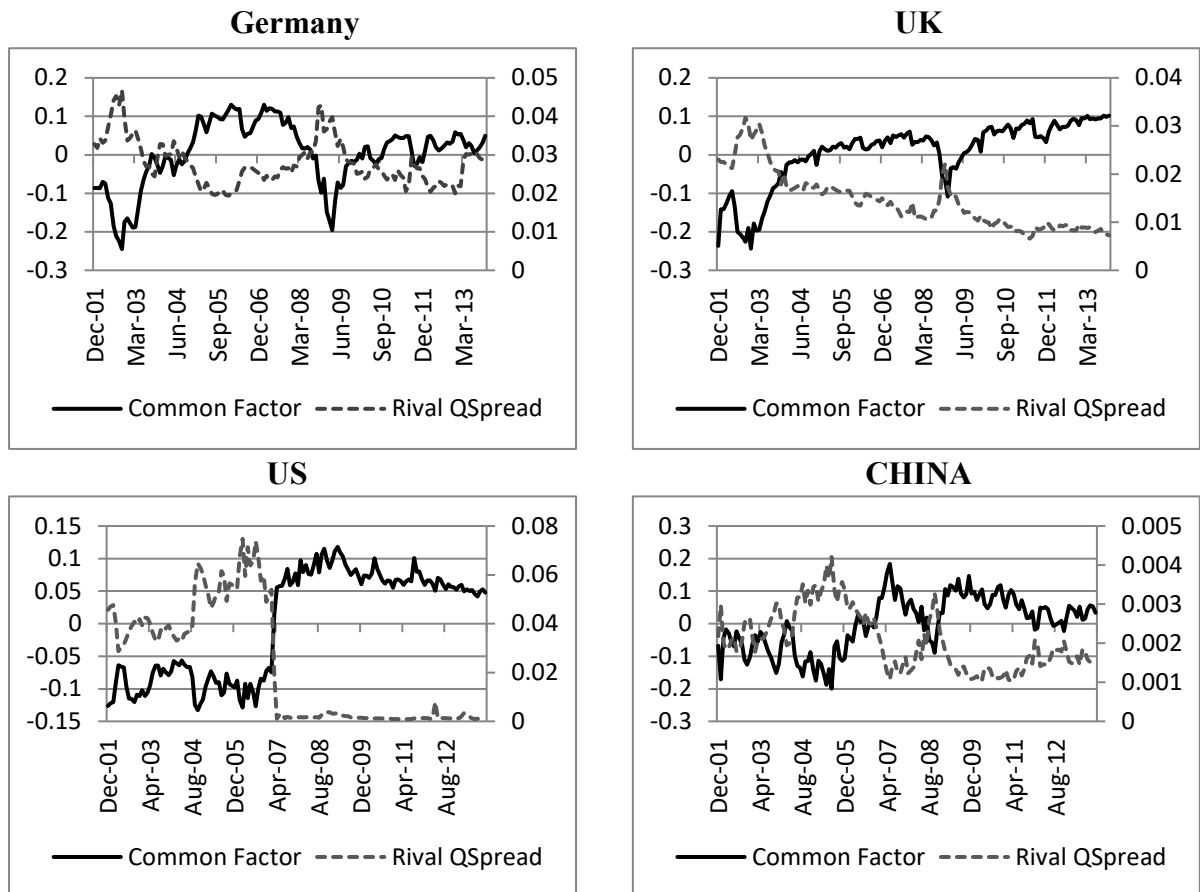 Germany
UK
0.2
0.1
0
-0.1
-0.2
-0.3
0.05
0.04
0.03
0.02
0.01
0
Dec-01
Mar-03
Jun-04
Sep-05
Dec-06
Mar-08
Jun-09
Sep-10
Dec-11
Mar-13
Common Factor
Rival QSpread
0.2
0.1
0
-0.1
-0.2
-0.3
0.04
0.03
0.02
0.01
0
Dec-01
Mar-03
Jun-04
Sep-05
Dec-06
Mar-08
Jun-09
Sep-10
Dec-11
Mar-13
Common Factor
Rival QSpread
US
CHINA
0.15
0.1
0.05
0
-0.05
-0.1
-0.15
0.08
0.06
0.04
0.02
0
Dec-01
Apr-03
Aug-04
Dec-05
Apr-07
Aug-08
Dec-09
Apr-11
Aug-12
Common Factor
Rival QSpread
0.3
0.2
0.1
0
-0.1
-0.2
-0.3
0.005
0.004
0.003
0.002
0.001
0
Dec-01
Apr-03
Aug-04
Dec-05
Apr-07
Aug-08
Dec-09
Apr-11
Aug-12
Common Factor
Rival QSpread